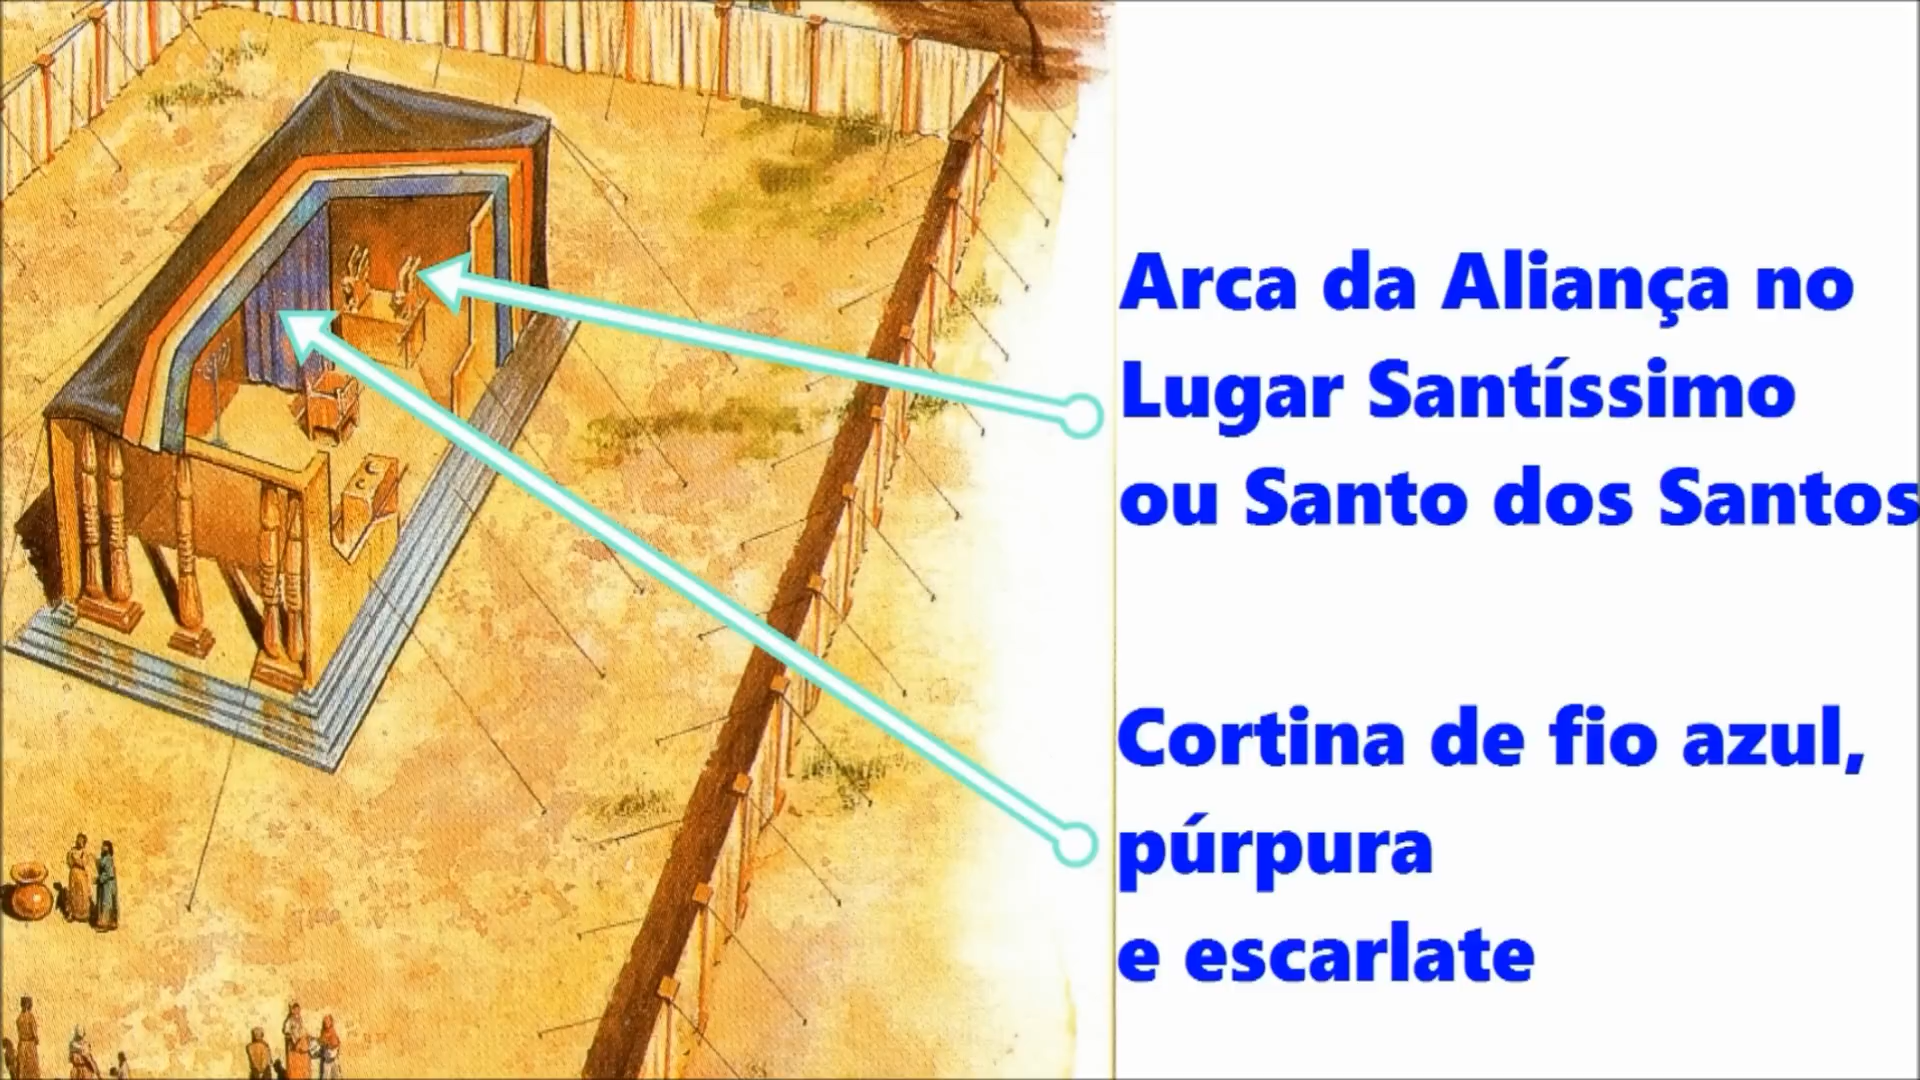 Arca da Aliança no
Lugar Santíssimo
ou Santo dos Santos
Cortina de fio azul,
púrpura
e escarlate